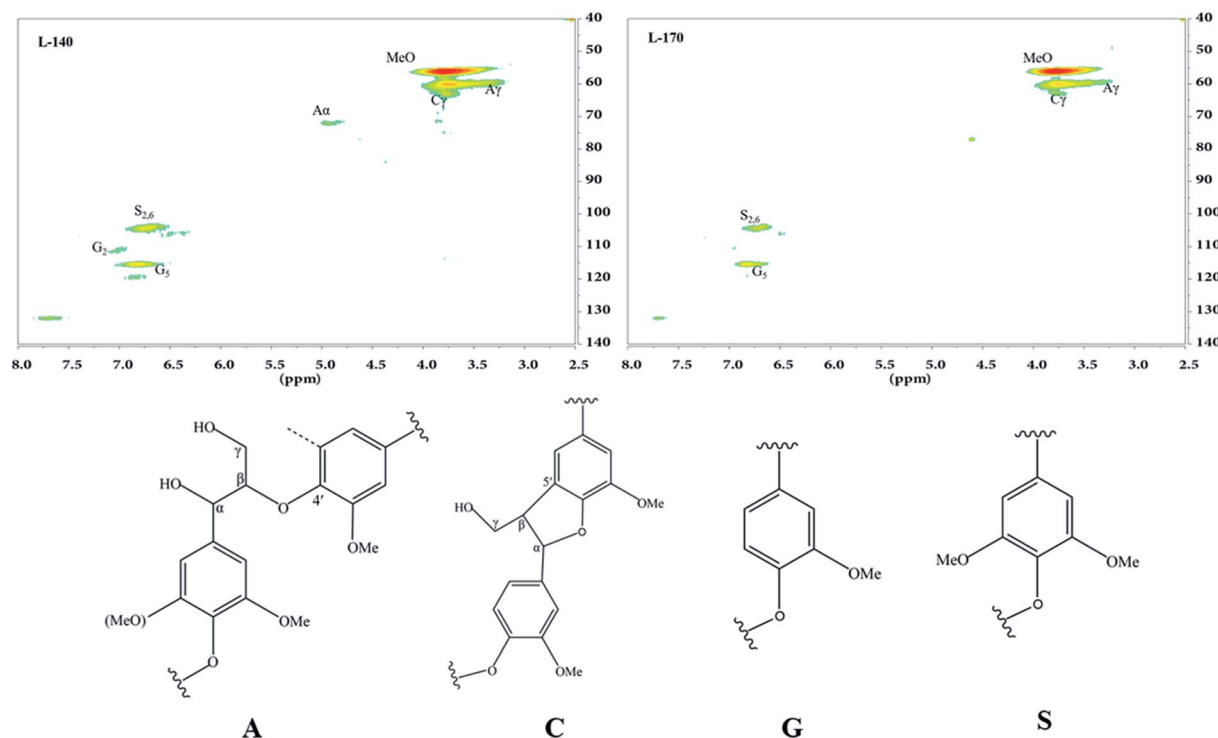 L-140
MeO
Aγ
Cγ
Aα
S2,6
G2
G5
40
50
60
70
80
90
100
110
120
130
140
8.0 7.5 7.0 6.5 6.0 5.5 5.0 4.5 4.0 3.5 3.0 2.5
(ppm)
L-170
MeO
Cγ Aγ
S2,6
G5
40
50
60
70
80
90
100
110
120
130
140
8.0 7.5 7.0 6.5 6.0 5.5 5.0 4.5 4.0 3.5 3.0 2.5
(ppm)
HO
γ
β
HO
α
O
4'
OMe
(MeO)
OMe
O
A
5'
OMe
HO
γ
β
O
α
O
OMe
C
OMe
O
G
MeO
OMe
O
S